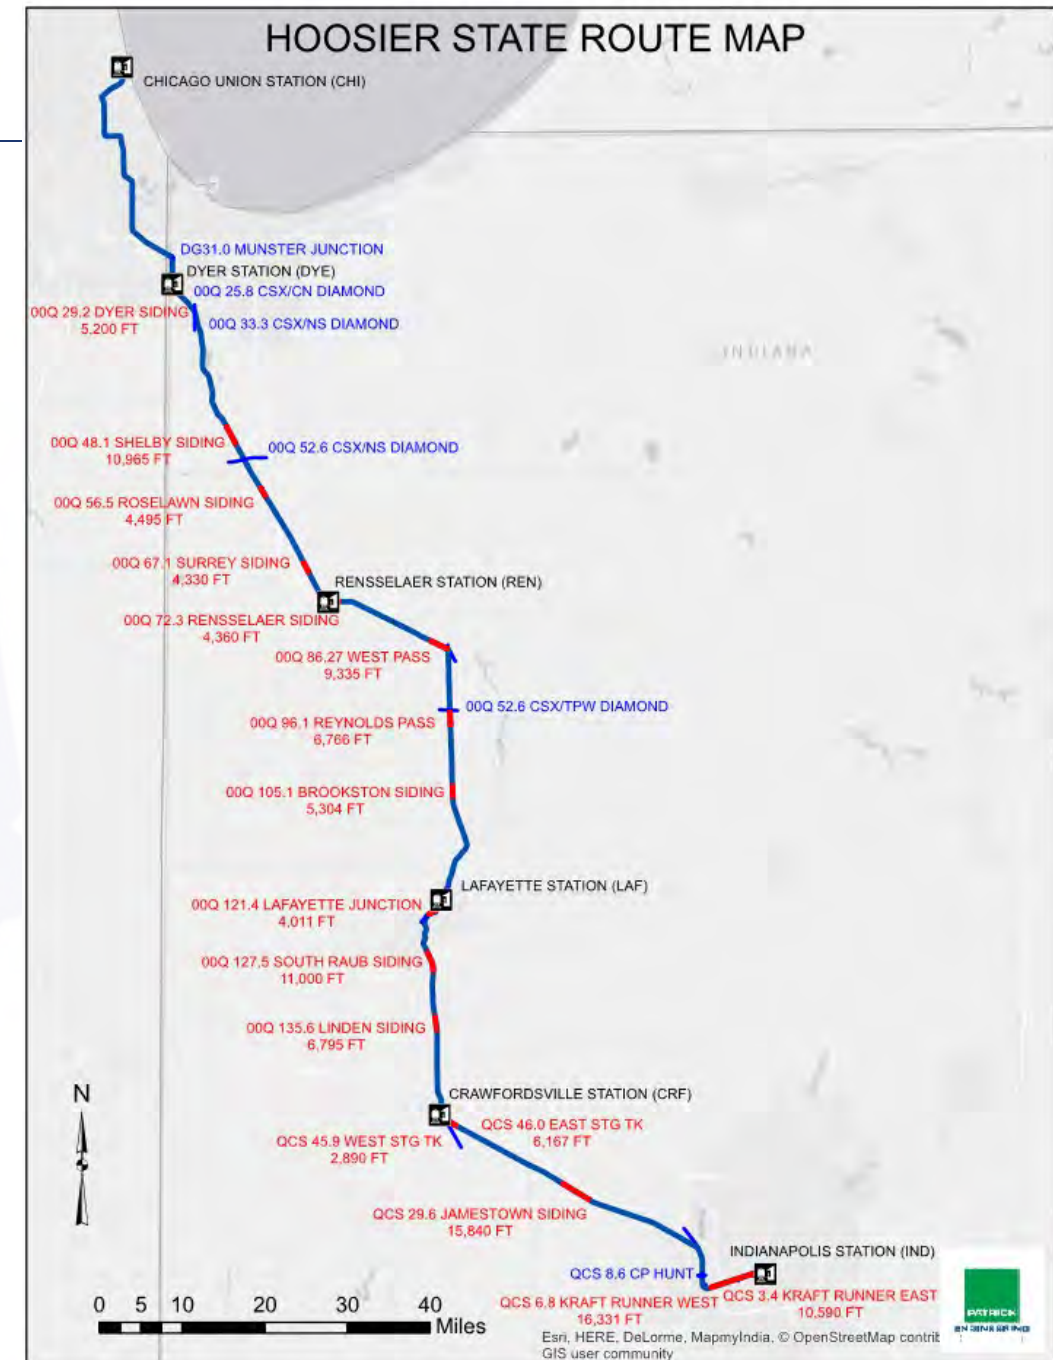 HOOSIER STATE ROUTE MAP
CHICAGO UNION STATION (CHI)
DG31.0 MUNSTER JUNCTION
DYER STATION (DYE)
00Q 25.8 CSX/CN DIAMOND
00Q 29.2 DYER SIDING
5,200 FT
00Q 33.3 CSX/NS DIAMOND
INDIANA
00Q 48.1 SHELBY SIDING
10,965 FT
00Q 52.6 CSX/NS DIAMOND
00Q 56.5 ROSELAWN SIDING
4,495 FT
00Q 67.1 SURREY SIDING
4,330 FT
RENSSELAER STATION (REN)
00Q 72.3 RENSSELAER SIDING
4,360 FT
00Q 86.27 WEST PASS
9,335 FT
00Q 52.6 CSX/TPW DIAMOND
00Q 96.1 REYNOLDS PASS
6,766 FT
00Q 105.1 BROOKSTON SIDING
5,304 FT
LAFAYETTE STATION (LAF)
00Q 121.4 LAFAYETTE JUNCTION
4,011 FT
00Q 127.5 SOUTH RAUB SIDING
11,000 FT
00Q 135.6 LINDEN SIDING
6,795 FT
CRAWFORDSVILLE STATION (CRF)
QCS 46.0 EAST STG TK
6,167 FT
QCS 45.9 WEST STG TK
2,890 FT
QCS 29.6 JAMESTOWN SIDING
15,840 FT
INDIANAPOLIS STATION (IND)
QCS 8.6 CP HUNT
QCS 6.8 KRAFT RUNNER WEST
16,331 FT
QCS 3.4 KRAFT RUNNER EAST
10,590 FT
N
0 5 10 20 30 40
Miles
Esri, HERE, DeLorme, MapmyIndia, © OpenStreetMap contrib
GIS user community
PATRICK
ENGINEERING